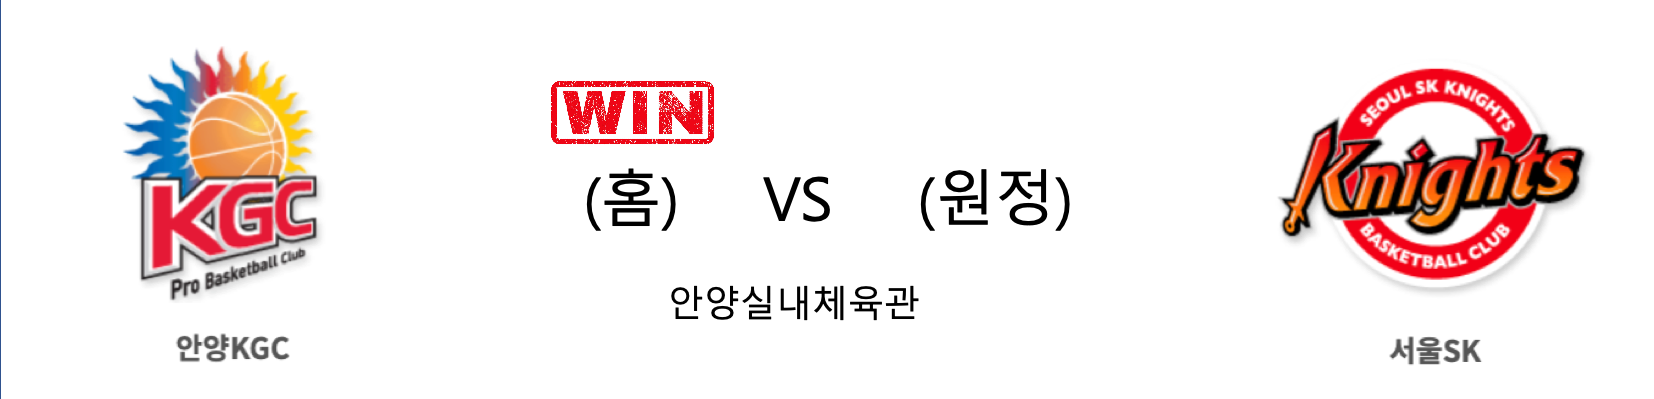 WIN
KGC
Pro Basketball Club
안양KGC
(홈) VS (원정)
안양실내체육관
SEOUL SK KNIGHTS
Knights
BASKETBALL CLUB
서울SK